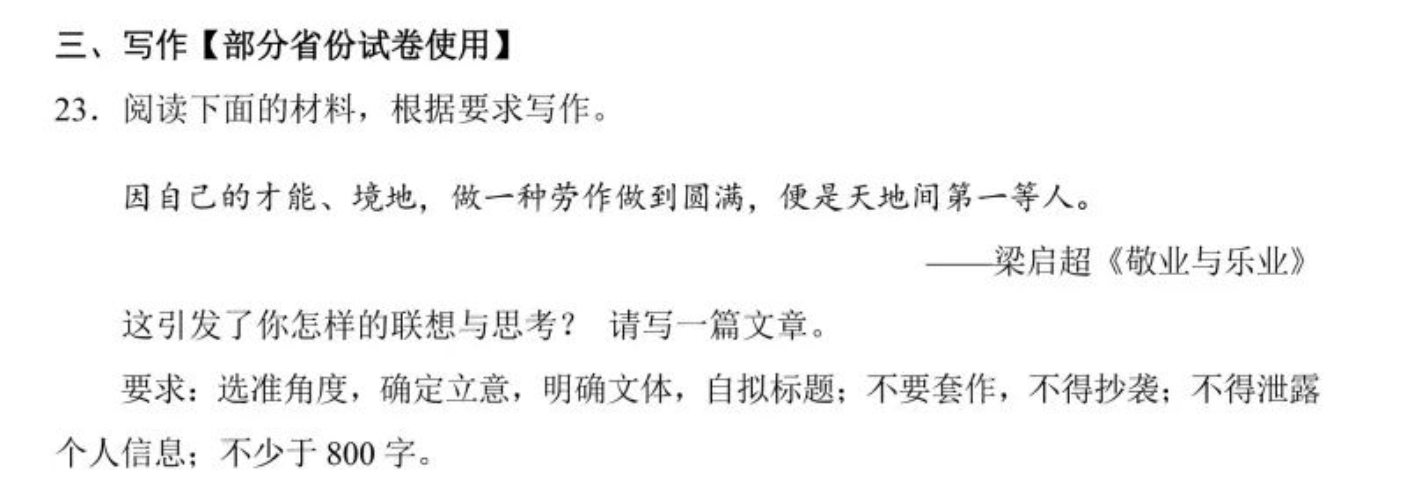 三、写作【部分省份试卷使用】
23．阅读下面的材料，根据要求写作。
因自己的才能、境地，做一种劳作做到圆满，便是天地间第一等人。
——梁启超《敬业与乐业》
这引发了你怎样的联想与思考？ 请写一篇文章。
要求：选准角度，确定立意，明确文体，自拟标题；不要套作，不得抄袭；不得泄露
个人信息；不少于 800 字。